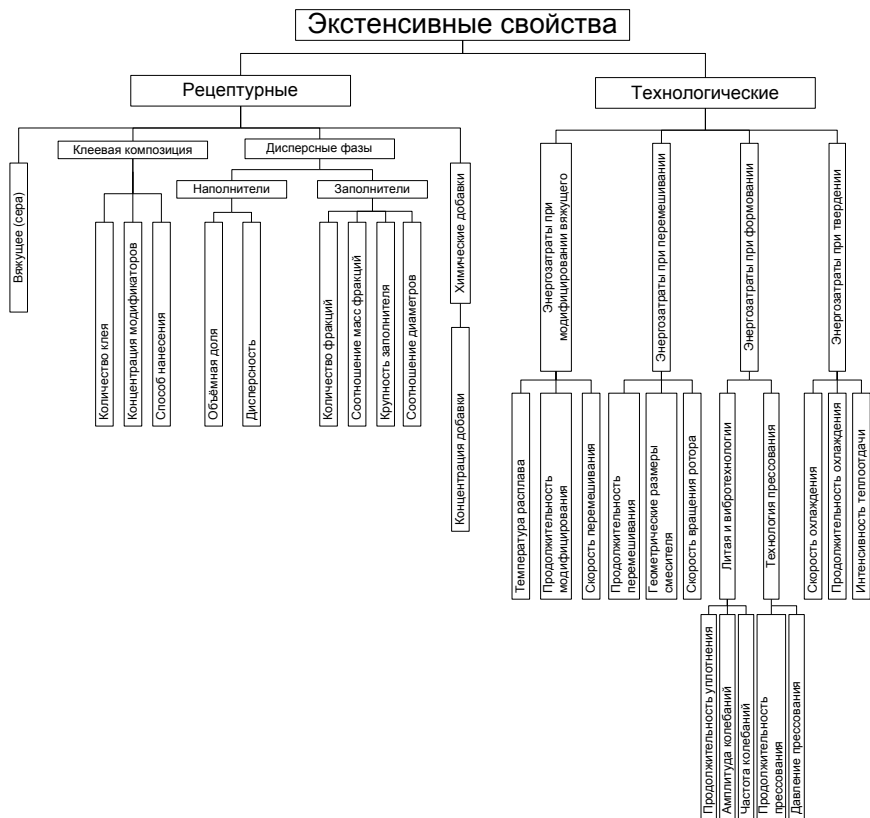 Экстенсивные свойства
Рецептурные
Технологические
Вяжущее (сера)
Клеевая композиция
Дисперсные фазы
Химические добавки
Наполнители
Заполнители
Количество клея
Концентрация модификаторов
Способ нанесения
Объёмная доля
Дисперсность
Количество фракций
Соотношение масс фракций
Крупность заполнителя
Соотношение диаметров
Концентрация добавки
Энергозатраты при
модифицировании вяжущего
Энергозатраты при перемешивании
Энергозатраты при формовании
Энергозатраты при твердении
Температура расплава
Продолжительность
модифицирования
Скорость перемешивания
Продолжительность
перемешивания
Геометрические размеры
смесителя
Скорость вращения ротора
Литая и вибротехнологии
Технология прессования
Скорость охлаждения
Продолжительность охлаждения
Интенсивность теплоотдачи
Продолжительность уплотнения
Амплитуда колебаний
Частота колебаний
Продолжительность
прессования
Давление прессования